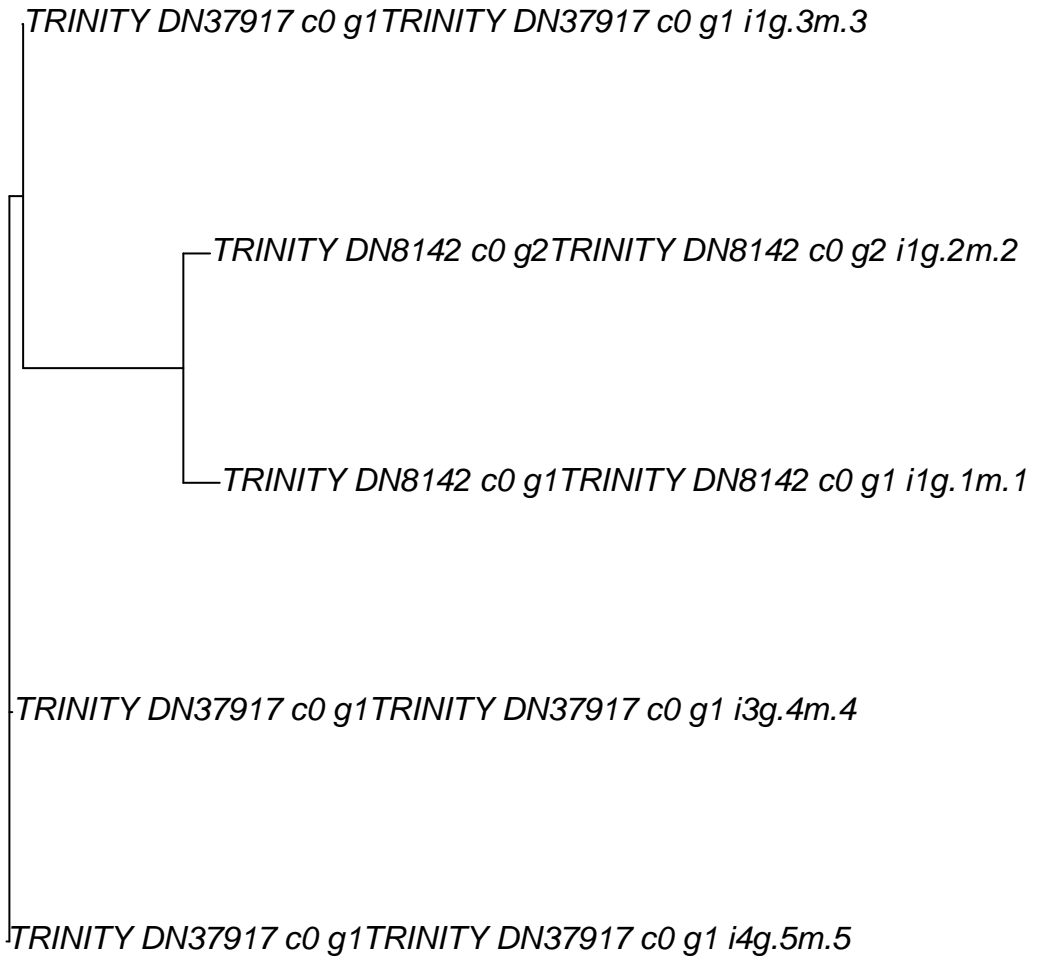 TRINITY DN37917 c0 g1TRINITY DN37917 c0 g1 i1g.3m.3
TRINITY DN8142 c0 g2TRINITY DN8142 c0 g2 i1g.2m.2
TRINITY DN8142 c0 g1TRINITY DN8142 c0 g1 i1g.1m.1
TRINITY DN37917 c0 g1TRINITY DN37917 c0 g1 i3g.4m.4
TRINITY DN37917 c0 g1TRINITY DN37917 c0 g1 i4g.5m.5